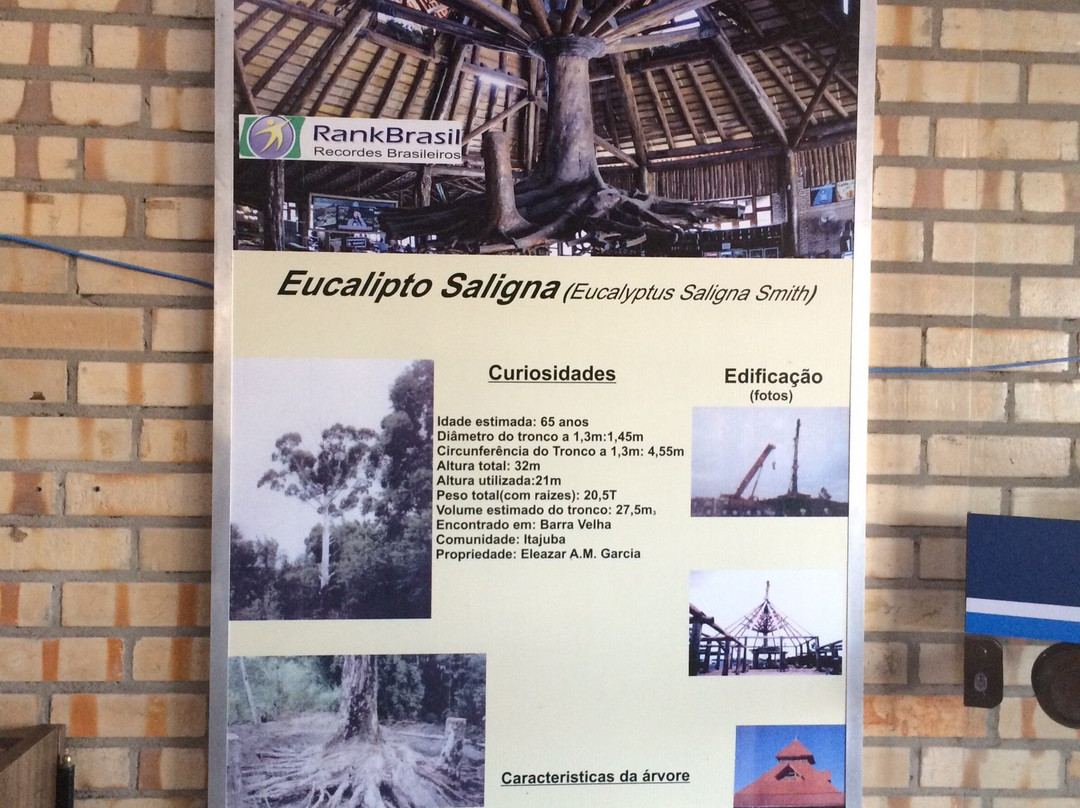 RankBrasil
Recordes Brasileiros
Eucalipto Saligna (Eucalyptus Saligna Smith)
Curiosidades
Idade estimada: 65 anos
Diâmetro do tronco a 1,3m:1,45m
Circunferência do Tronco a 1,3m: 4,55m
Altura total: 32m
Altura utilizada:21m
Peso total(com raizes): 20,5T
Volume estimado do tronco: 27,5m₃
Encontrado em: Barra Velha
Comunidade: Itajuba
Propriedade: Eleazar A.M. Garcia
Edificação
(fotos)
Caracteristicas da árvore